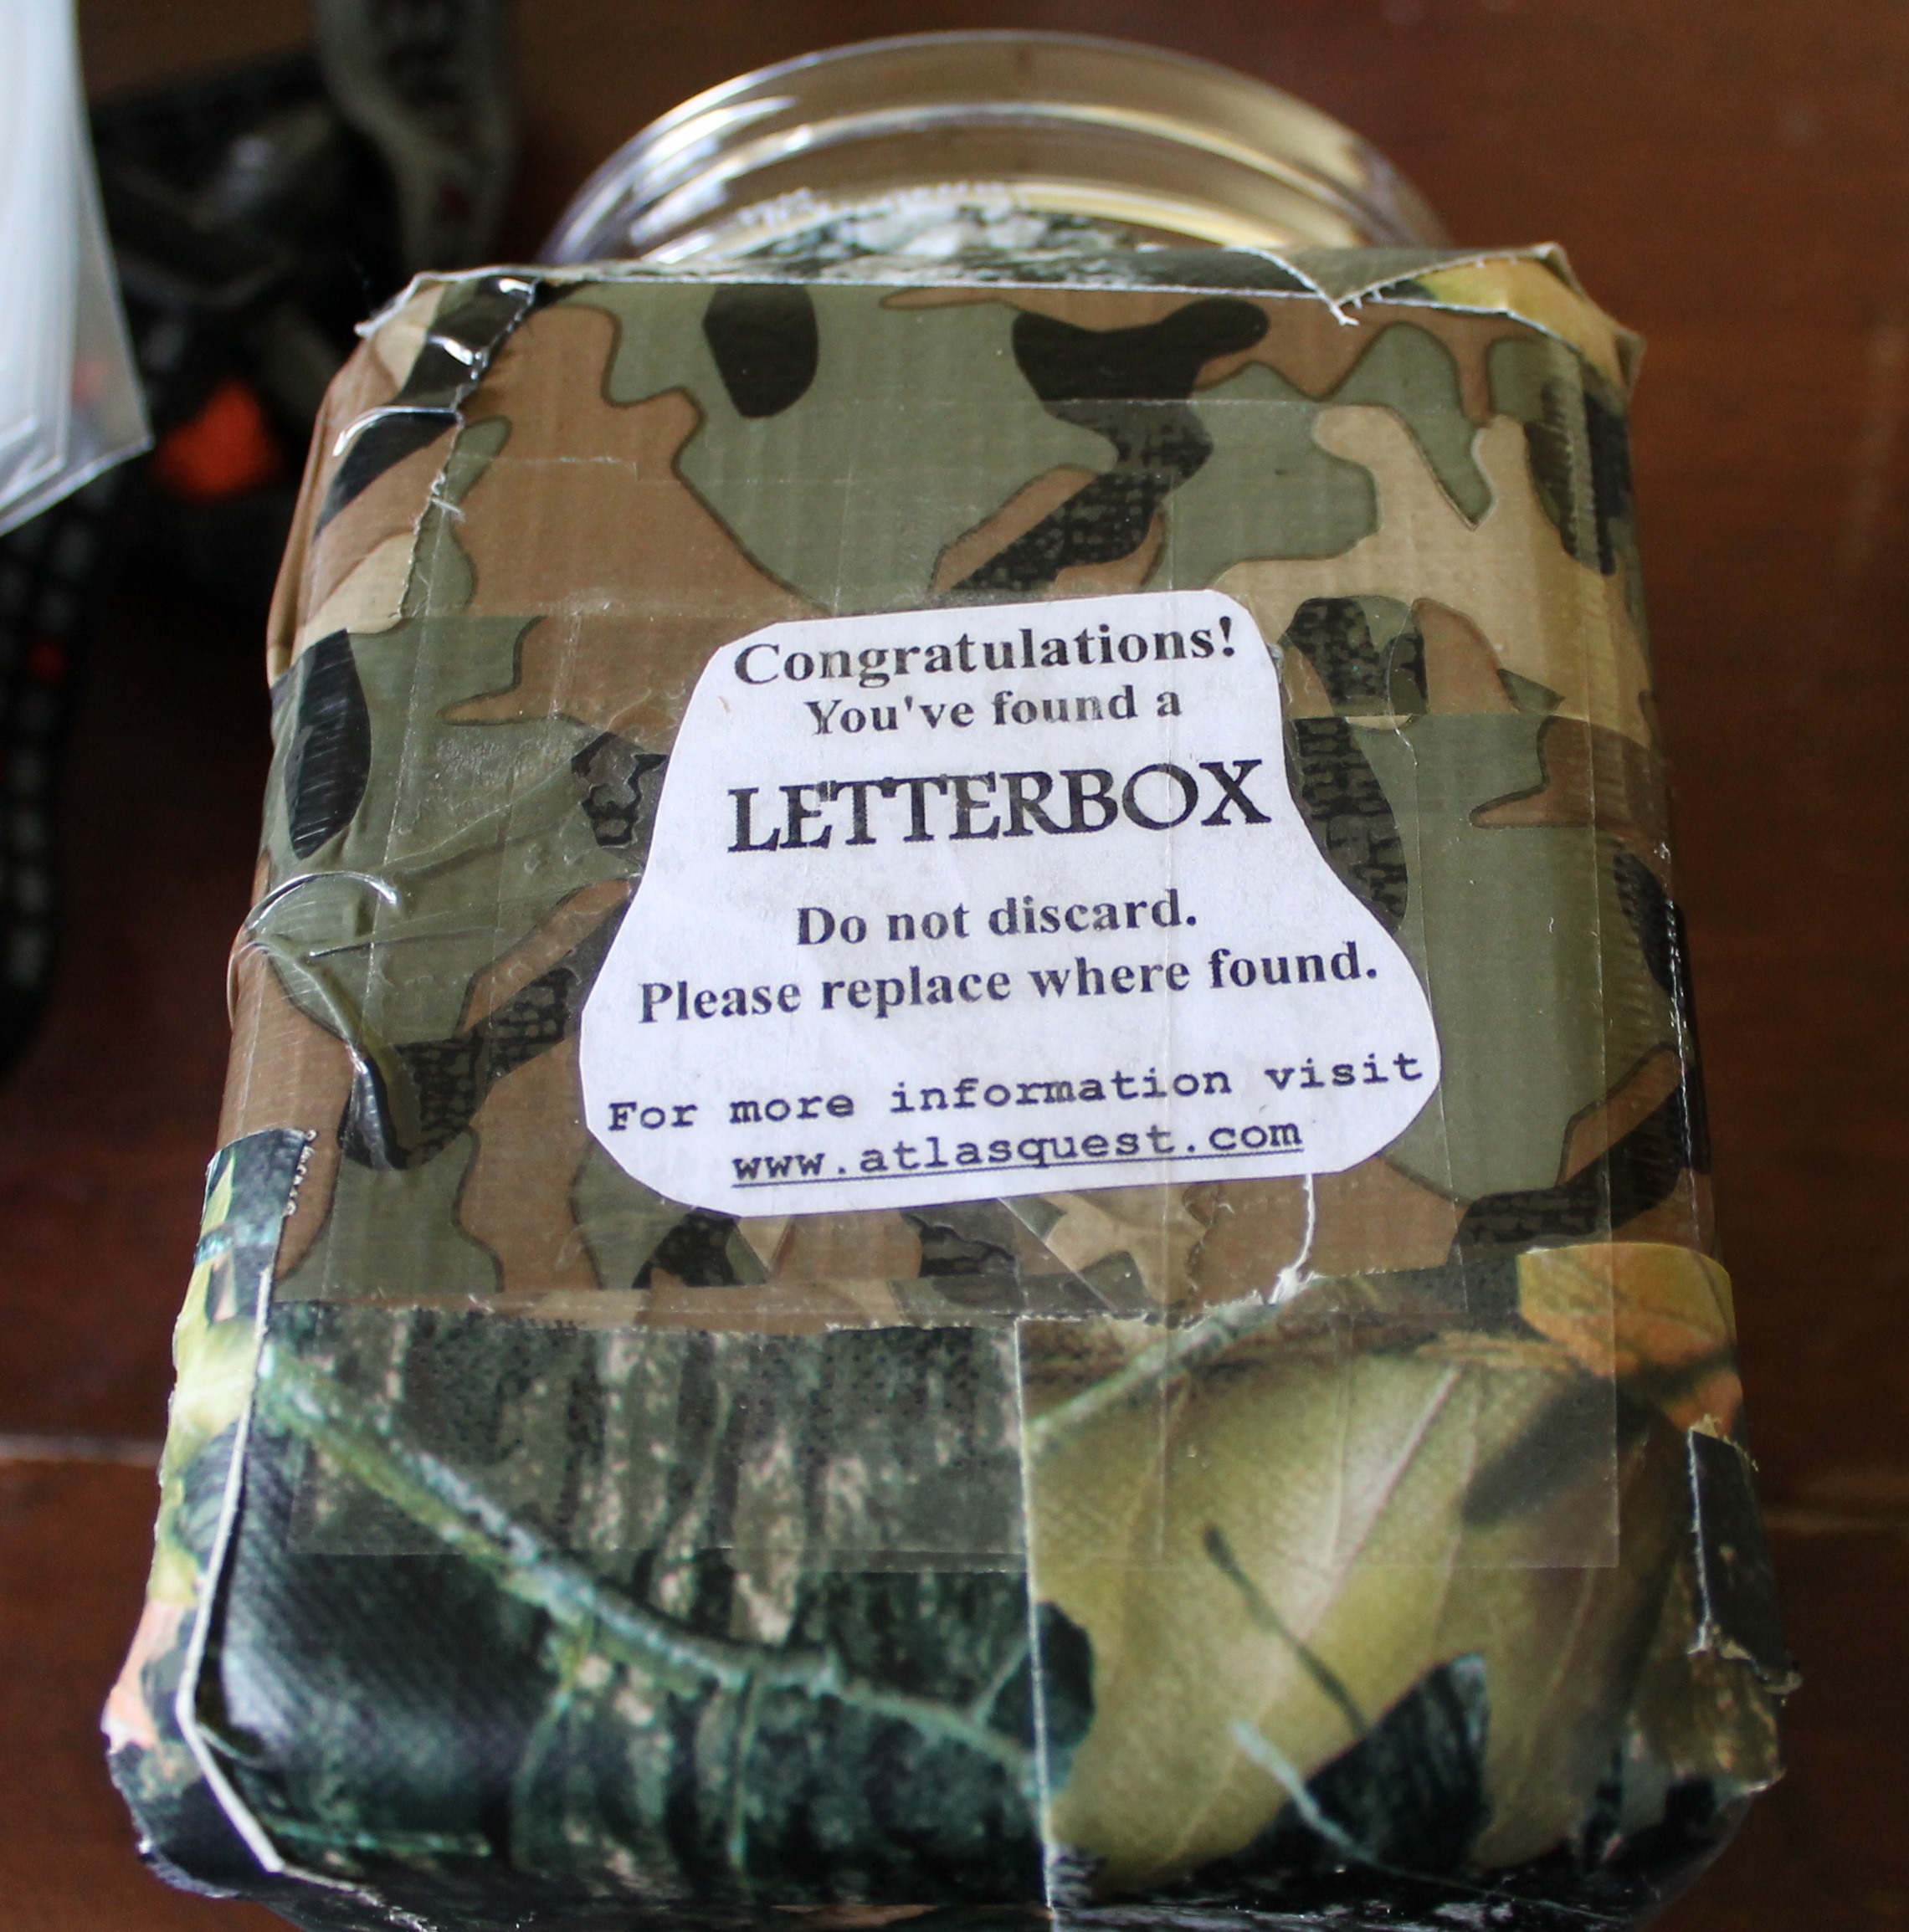 Congratulations!
You've found a
LETTERBOX
Do not discard.
Please replace where found.
For more information visit
www.atlasquest.com